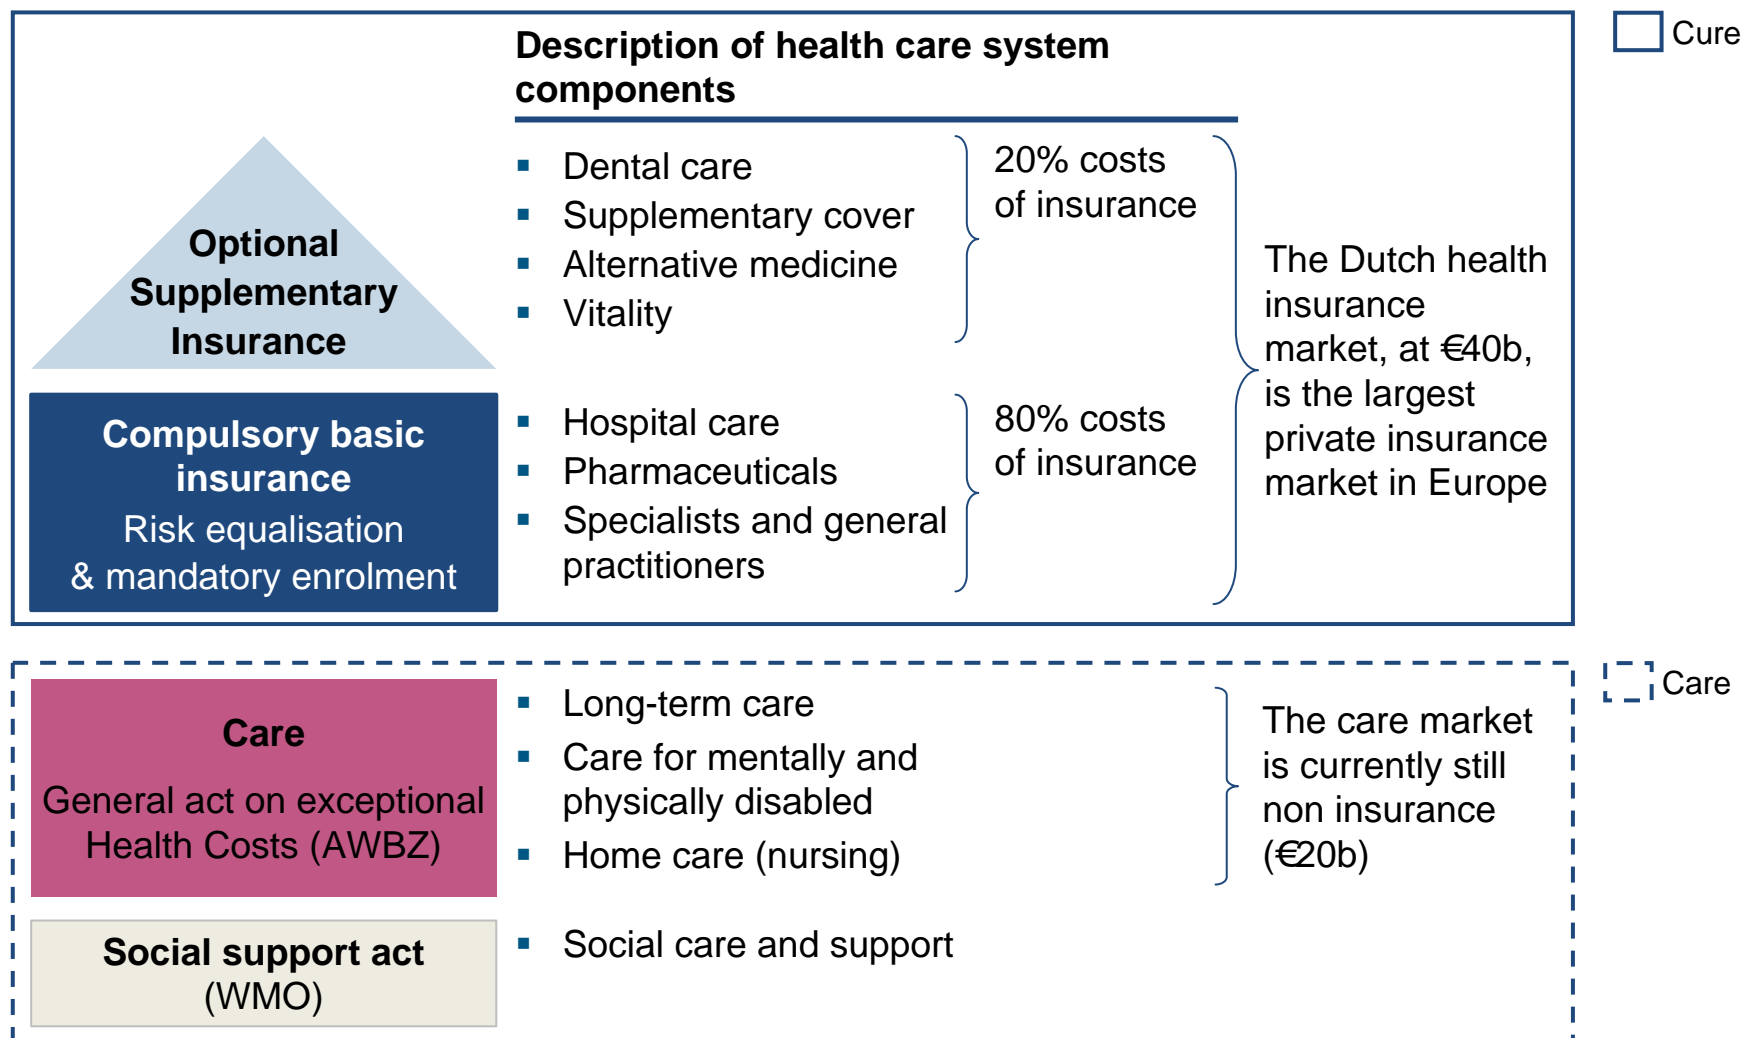 Description of health care system
components
Cure
Optional
Supplementary
Insurance
▪ Dental care
▪ Supplementary cover
▪ Alternative medicine
▪ Vitality
20% costs
of insurance
Compulsory basic
insurance
Risk equalisation
& mandatory enrolment
▪ Hospital care
▪ Pharmaceuticals
▪ Specialists and general
practitioners
80% costs
of insurance
The Dutch health
insurance
market, at €40b,
is the largest
private insurance
market in Europe
Care
Care
General act on exceptional
Health Costs (AWBZ)
▪ Long-term care
▪ Care for mentally and
physically disabled
▪ Home care (nursing)
The care market
is currently still
non insurance
(€20b)
Social support act
(WMO)
▪ Social care and support